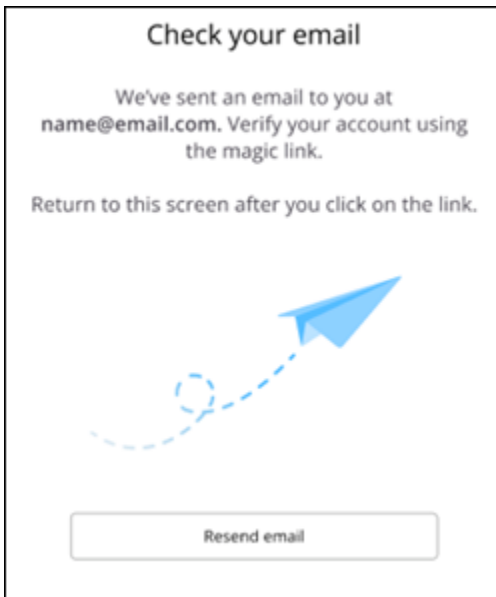 Check your email
We've sent an email to you at
name@email.com. Verify your account using
the magic link.
Return to this screen after you click on the link.
Resend email